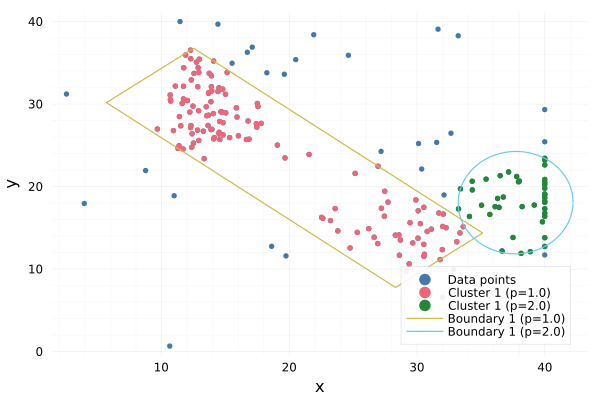 40
30
20
10
0
y
10
20
30
40
x
Data points
Cluster 1 (p=1.0)
Cluster 1 (p=2.0)
Boundary 1 (p=1.0)
Boundary 1 (p=2.0)